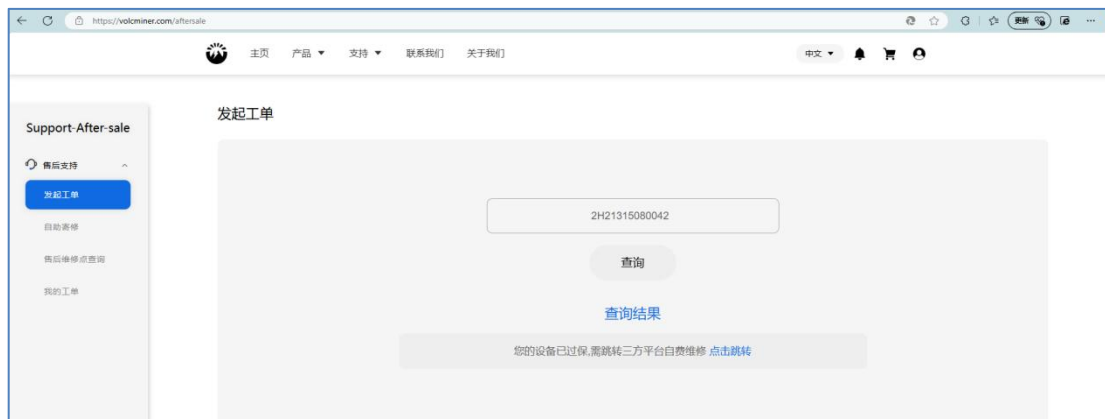 https://volcminer.com/aftersale
更新
主页 产品 ▼ 支持 ▼ 联系我们 关于我们 中文 ▼
Support-After-sale
售后支持
发起工单
自助寄修
售后维修点查询
我的工单
发起工单
2H21315080042
查询
查询结果
您的设备已过保,需跳转三方平台自费维修 点击跳转